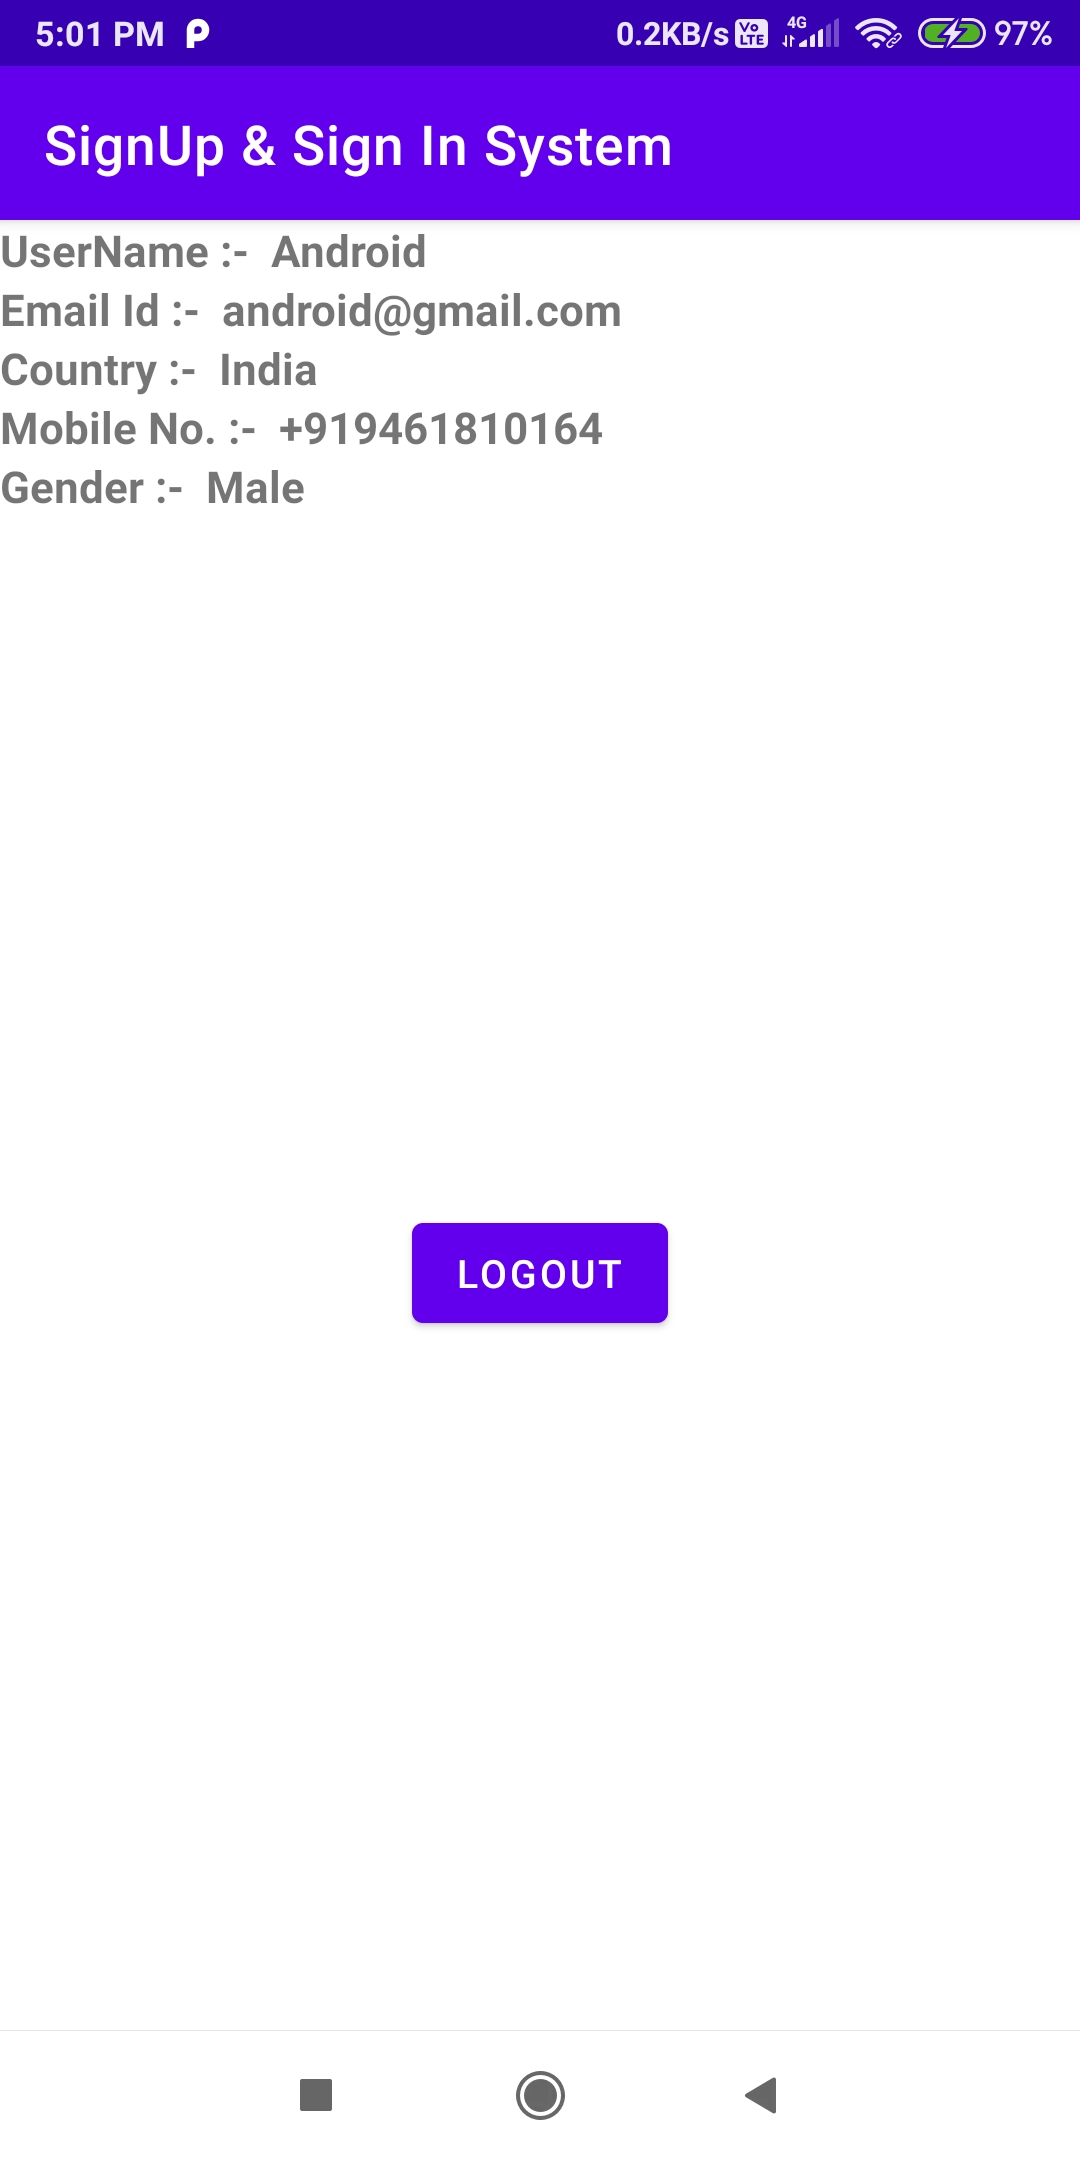 5:01 PM 0.2KB/s Vo LTE 4G 97%
SignUp & Sign In System
UserName :-  Android
Email Id :-  android@gmail.com
Country :-  India
Mobile No. :-  +919461810164
Gender :-  Male
LOGOUT